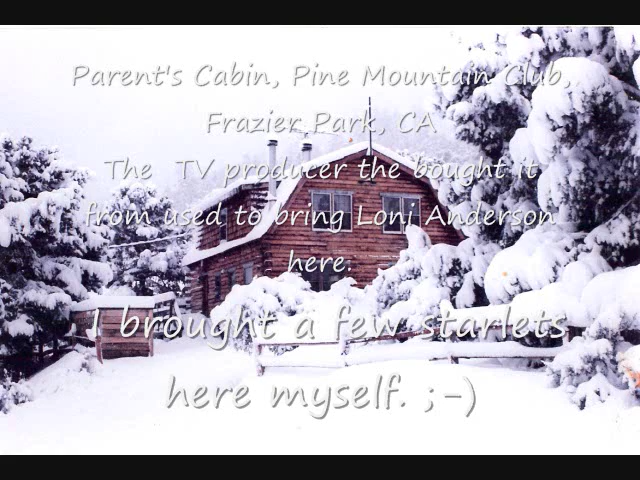 Parent's Cabin, Pine Mountain Club,
Frazier Park, CA
The TV producer the bought it
from used to bring Loni Anderson
here.
I brought a few starlets
here myself. ;-)